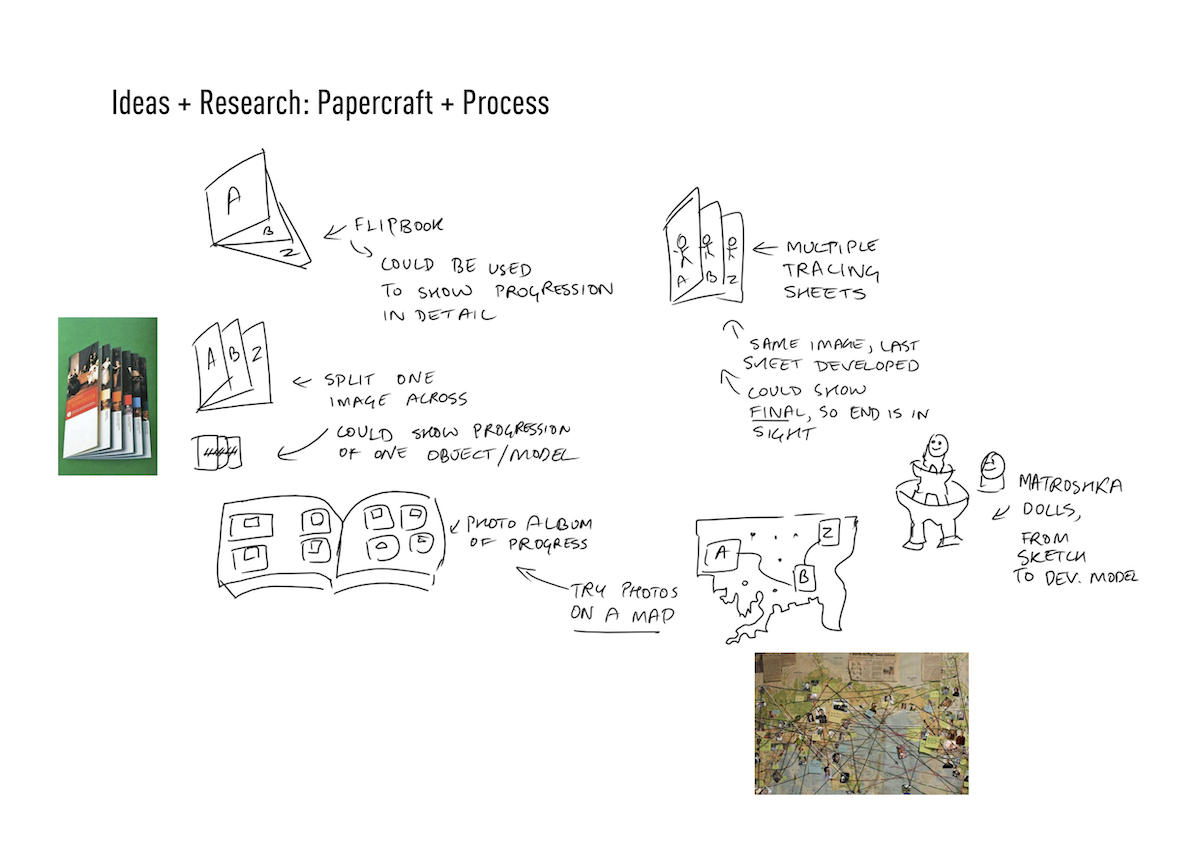 Ideas + Research: Papercraft + Process
A
B
Z
FLIPBOOK
COULD BE USED
TO SHOW PROGRESSION
IN DETAIL
A B Z
SPLIT ONE
IMAGE ACROSS
COULD SHOW PROGRESSION
OF ONE OBJECT/MODEL
PHOTO ALBUM
OF PROGRESS
TRY PHOTOS
ON A MAP
A B Z
MULTIPLE
TRACING
SHEETS
SAME IMAGE, LAST
SHEET DEVELOPED
COULD SHOW
FINAL, SO END IS IN
SIGHT
A
B
Z
MATROSHKA
DOLLS,
FROM
SKETCH
TO DEV. MODEL